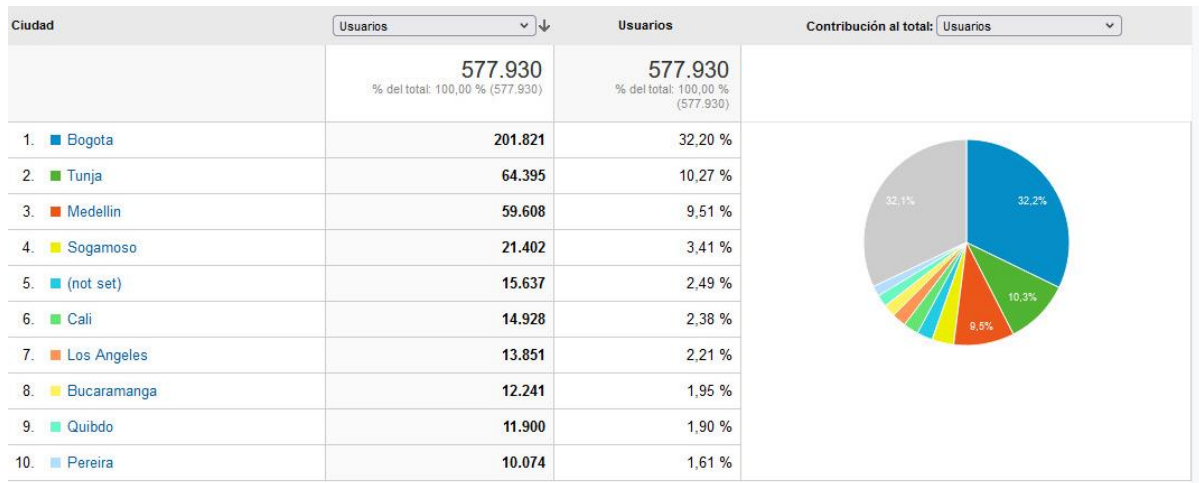 Ciudad Usuarios Usuarios Contribución al total: Usuarios
577.930 577.930
% del total: 100,00 % (577.930) % del total: 100,00 %
(577.930)
1. Bogota 201.821 32,20 %
2. Tunja 64.395 10,27 %
3. Medellin 59.608 9,51 %
4. Sogamoso 21.402 3,41 %
5. (not set) 15.637 2,49 %
6. Cali 14.928 2,38 %
7. Los Angeles 13.851 2,21 %
8. Bucaramanga 12.241 1,95 %
9. Quibdo 11.900 1,90 %
10. Pereira 10.074 1,61 %
32,1% 32,2%
10,3%
9,5%